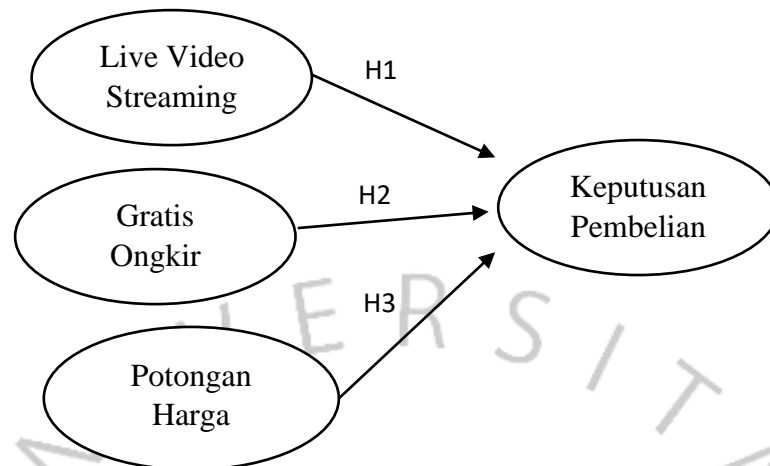 Live Video
Streaming
H1
Gratis
Ongkir
H2
Potongan
Harga
H3
Keputusan
Pembelian